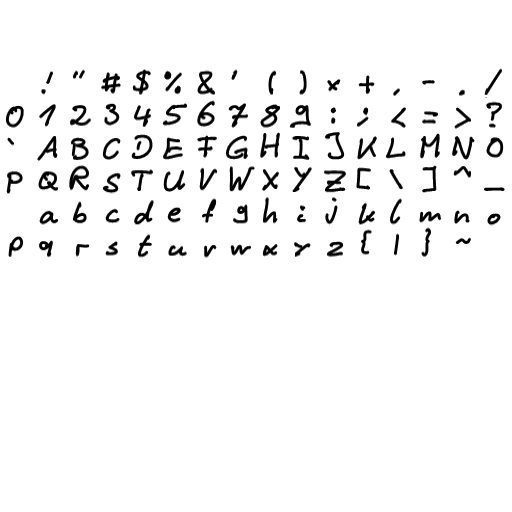 ! " # $ % & ' ( ) * + , - . /
0 1 2 3 4 5 6 7 8 9 : ; < = > ?
` A B C D E F G H I J K L M N O
P Q R S T U V W X Y Z [ \ ] ^ _
a b c d e f g h i j k l m n o
p q r s t u v w x y z { | } ~